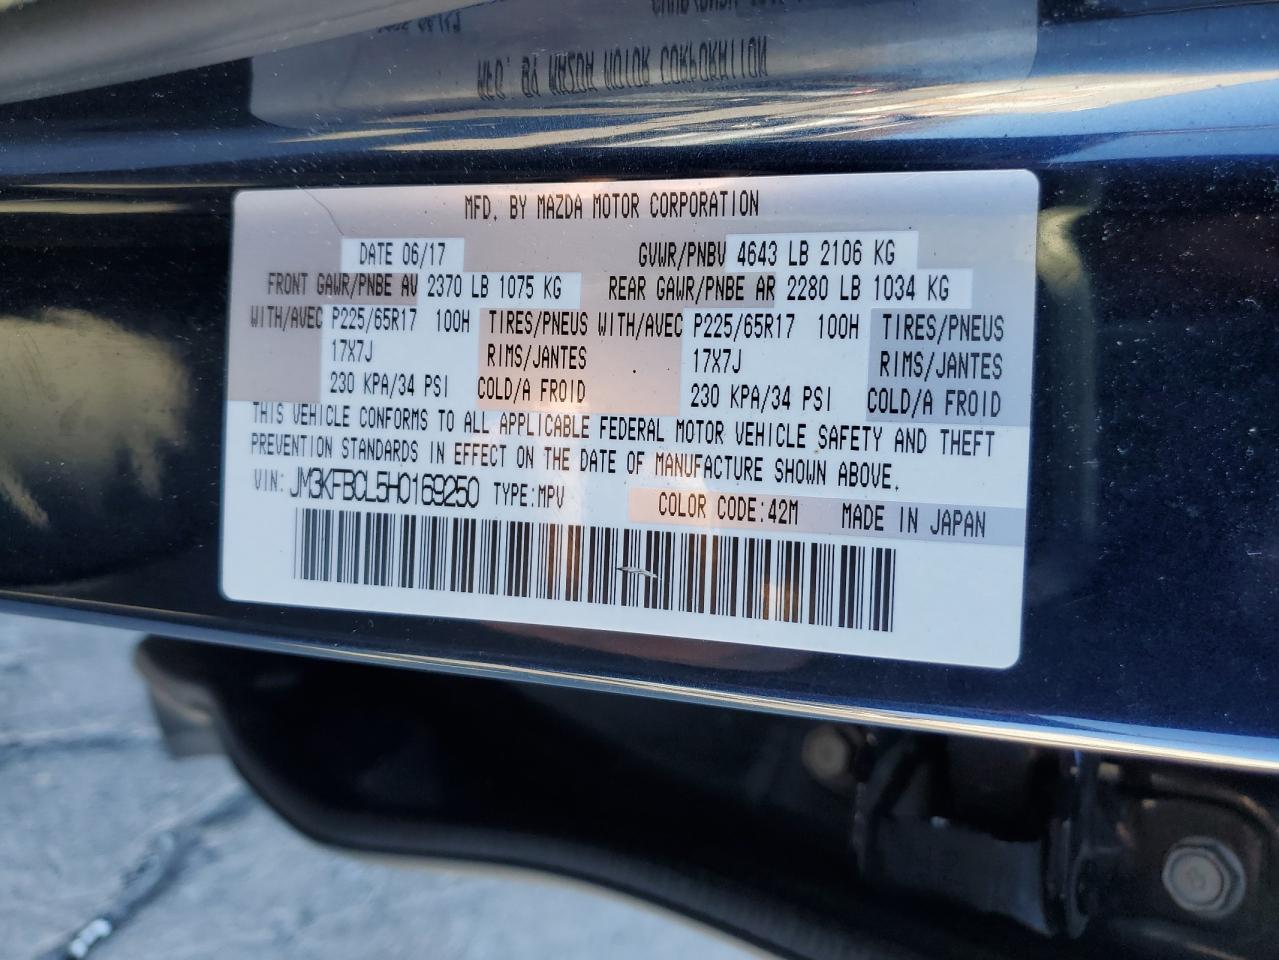 MFD. BY MAZDA MOTOR CORPORATION
DATE 06/17 GVWR/PNBV 4643 LB 2106 KG
FRONT GAWR/PNBE AV 2370 LB 1075 KG REAR GAWR/PNBE AR 2280 LB 1034 KG
WITH/AVEC P225/65R17 100H TIRES/PNEUS WITH/AVEC P225/65R17 100H TIRES/PNEUS
17X7J RIMS/JANTES 17X7J RIMS/JANTES
230 KPA/34 PSI COLD/A FROID 230 KPA/34 PSI COLD/A FROID
THIS VEHICLE CONFORMS TO ALL APPLICABLE FEDERAL MOTOR VEHICLE SAFETY AND THEFT
PREVENTION STANDARDS IN EFFECT ON THE DATE OF MANUFACTURE SHOWN ABOVE.
VIN: JM3KFBCL5H0169250 TYPE:MPV COLOR CODE:42M MADE IN JAPAN